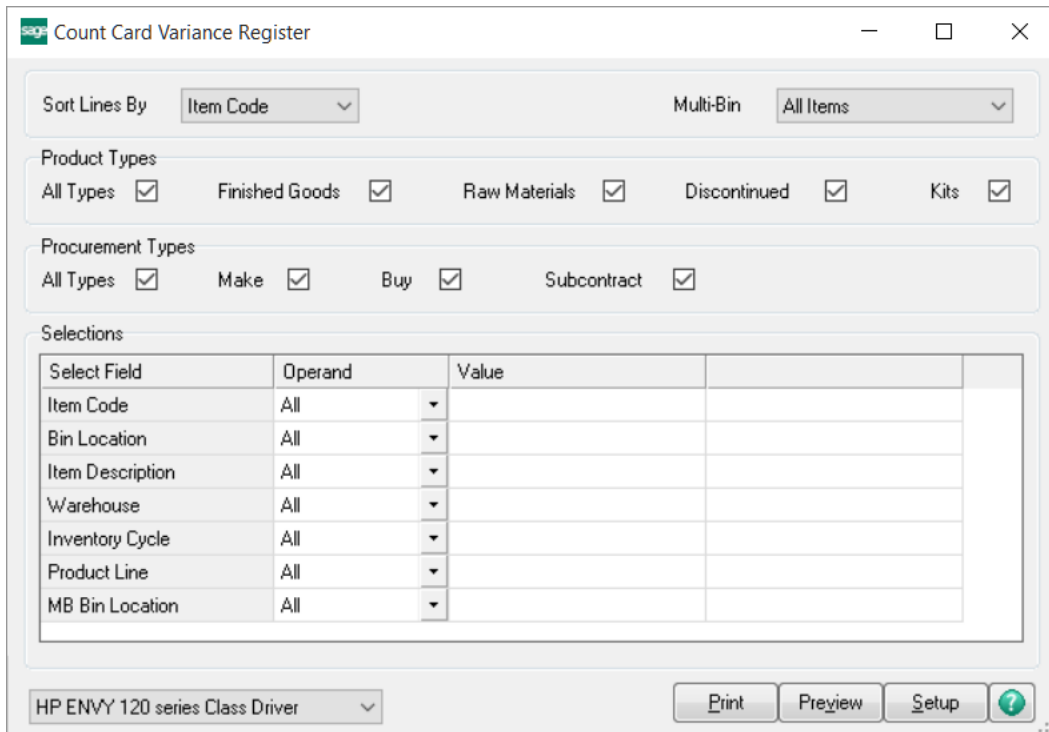 sage Count Card Variance Register
Sort Lines By Item Code Multi-Bin All Items
Product Types
All Types Finished Goods Raw Materials Discontinued Kits
Procurement Types
All Types Make Buy Subcontract
Selections
Select Field Operand Value
Item Code All
Bin Location All
Item Description All
Warehouse All
Inventory Cycle All
Product Line All
MB Bin Location All
HP ENVY 120 series Class Driver Print Preview Setup ?